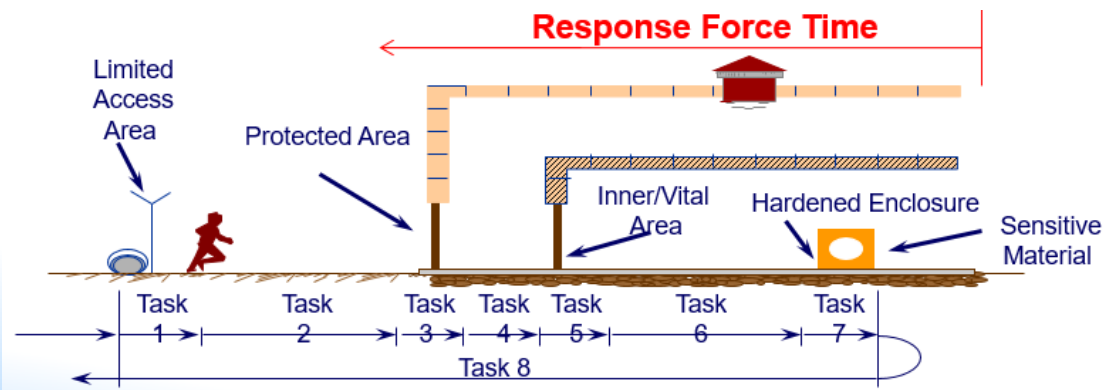 Response Force Time
Limited
Access
Area
Protected Area
Inner/Vital
Area
Hardened Enclosure
Sensitive
Material
Task
1
Task
2
Task
3
Task
4
Task
5
Task
6
Task
7
Task 8